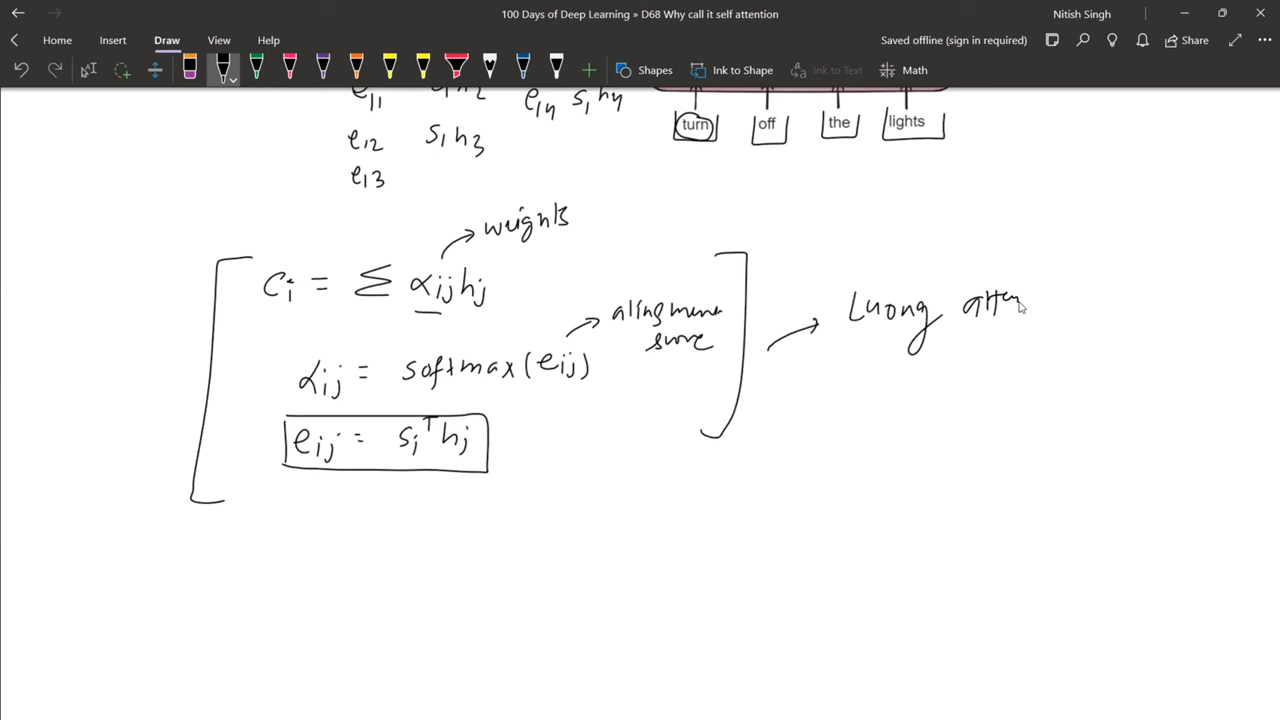 100 Days of Deep Learning » D68 Why call it self attention
Nitish Singh
Home Insert Draw View Help
Saved offline (sign in required)
Share
Shapes
Ink to Shape
Ink to Text
Math
e11
e14 s1 h4
turn off the lights
e12 s1 h3
e13
weights
Ci = Σ αij hj
alingment score
Luong atten
αij = softmax(eij)
eij = si^T hj